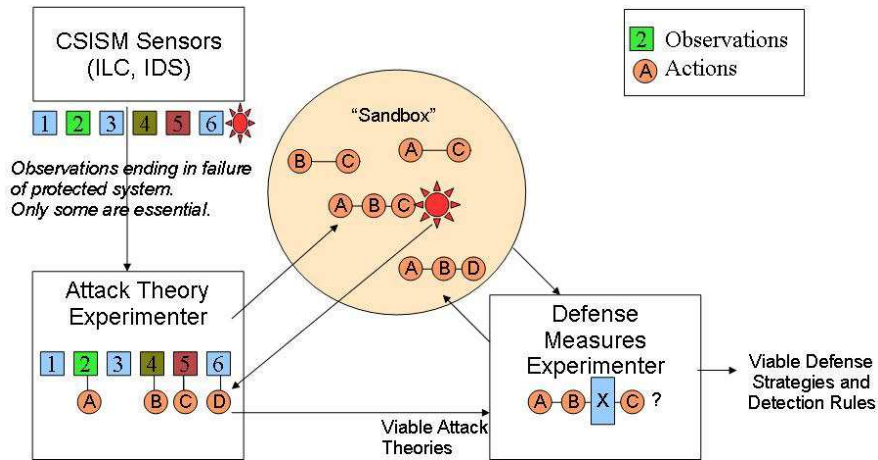 CSISM Sensors
(ILC, IDS)
1 2 3 4 5 6
Observations ending in failure
of protected system.
Only some are essential.
2 Observations
A Actions
“Sandbox”
B C
A C
A B C
A B D
Attack Theory
Experimenter
1 2 3 4 5 6
A B C D
Viable Attack
Theories
Defense
Measures
Experimenter
A B X C ?
Viable Defense
Strategies and
Detection Rules